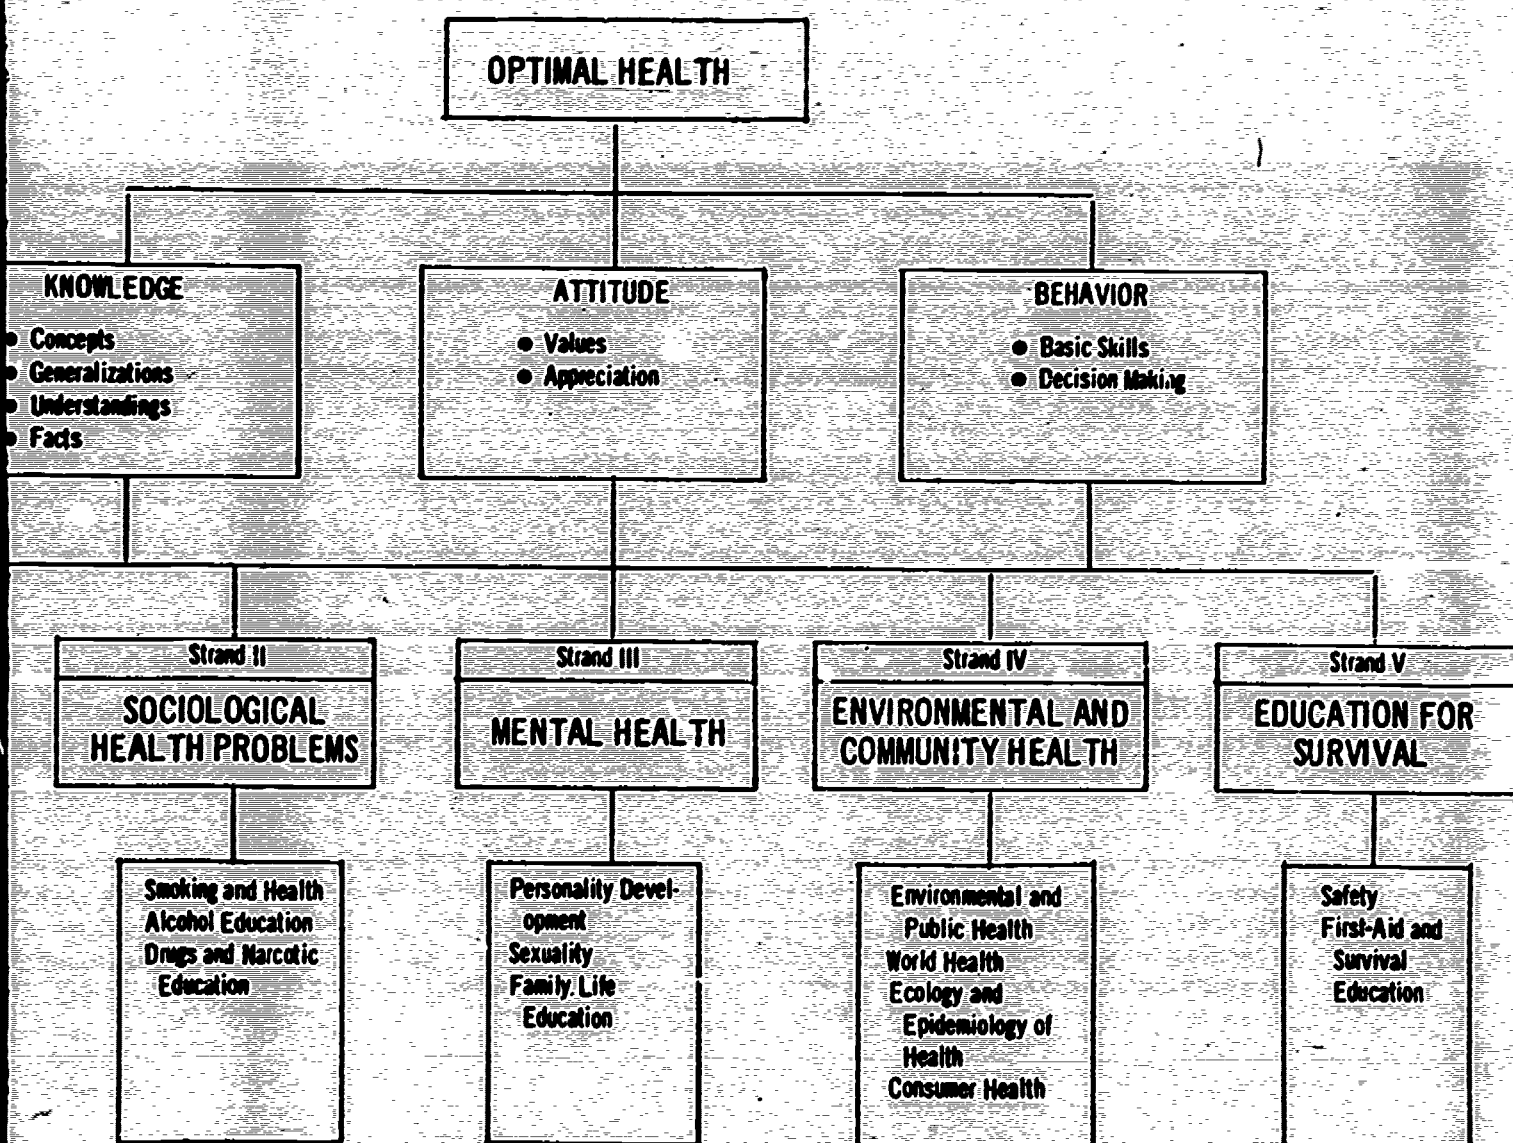 OPTIMAL HEALTH
KNOWLEDGE
● Concepts
● Generalizations
● Understandings
● Facts
ATTITUDE
● Values
● Appreciation
BEHAVIOR
● Basic Skills
● Decision Making
Strand II
SOCIOLOGICAL
HEALTH PROBLEMS
Strand III
MENTAL HEALTH
Strand IV
ENVIRONMENTAL AND
COMMUNITY HEALTH
Strand V
EDUCATION FOR
SURVIVAL
Smoking and Health
Alcohol Education
Drugs and Narcotic
Education
Personality Devel-
opment
Sexuality
Family Life
Education
Environmental and
Public Health
World Health
Ecology and
Epidemiology of
Health
Consumer Health
Safety
First-Aid and
Survival
Education